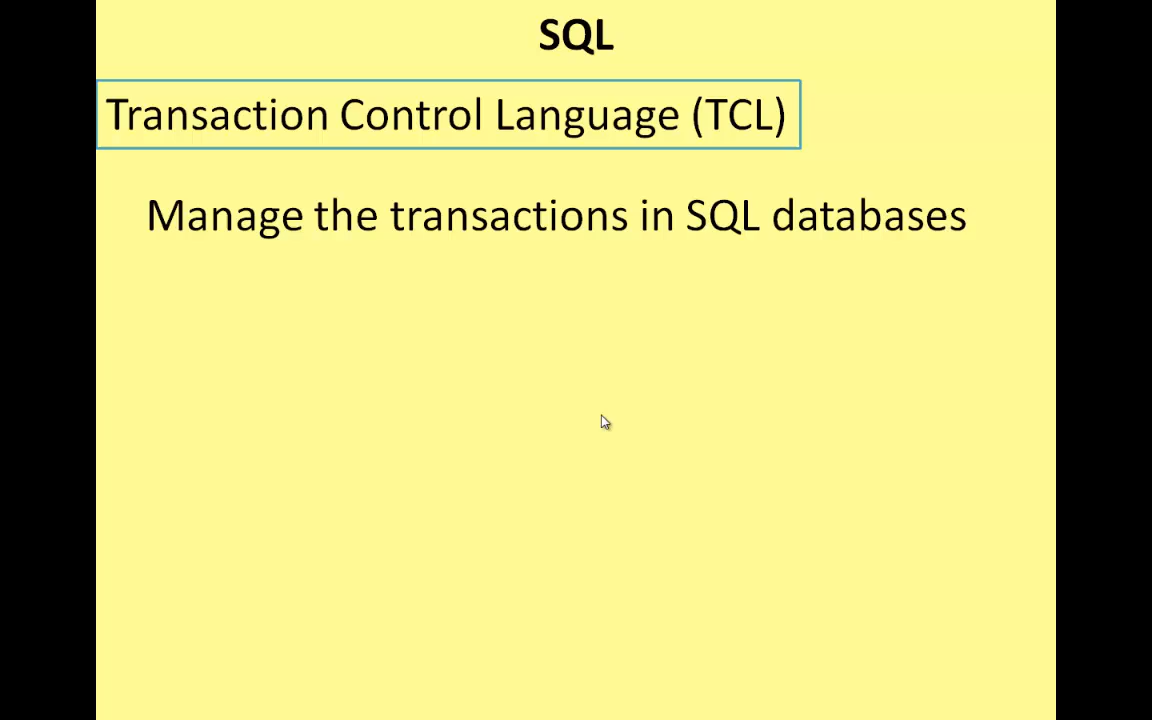 SQL
Transaction Control Language (TCL)
Manage the transactions in SQL databases